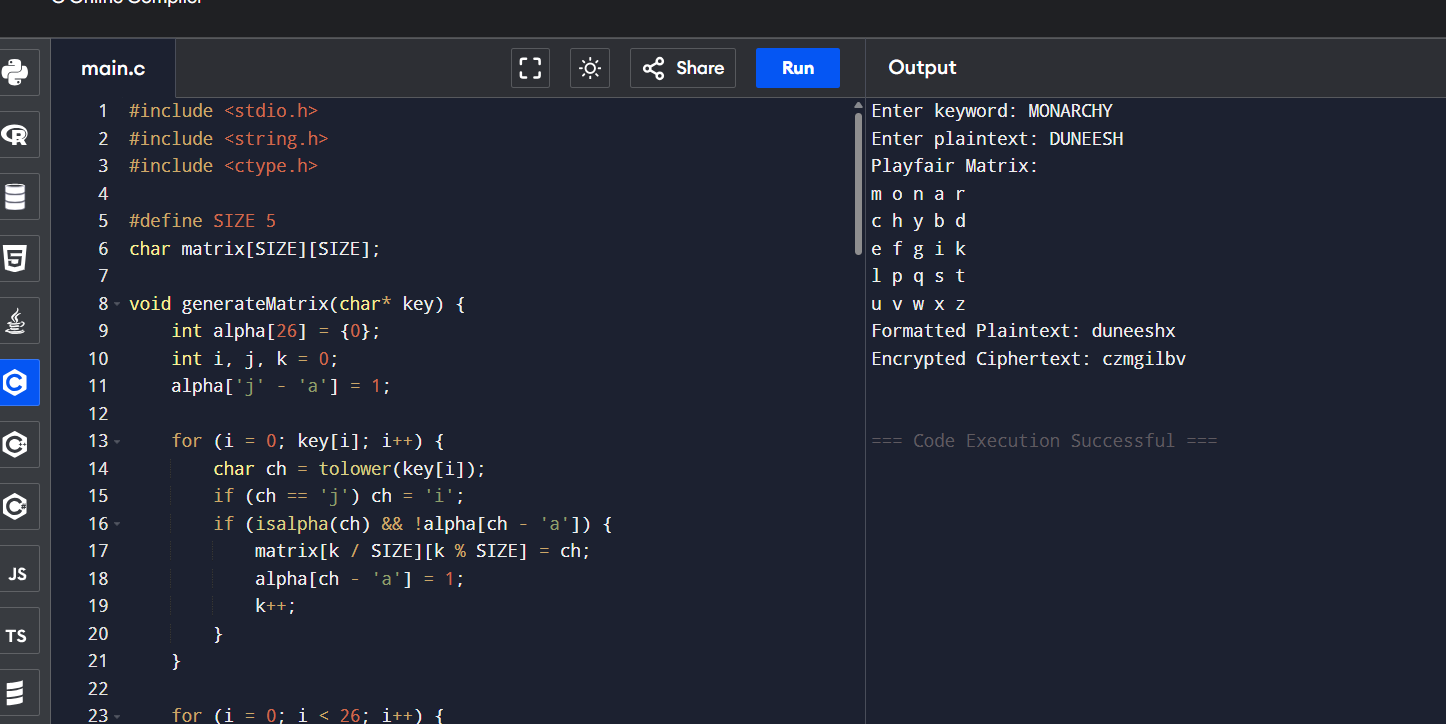 C Online Compiler
main.c
Share
Run
Output
1 #include <stdio.h>
2 #include <string.h>
3 #include <ctype.h>
4
5 #define SIZE 5
6 char matrix[SIZE][SIZE];
7
8 void generateMatrix(char* key) {
9     int alpha[26] = {0};
10     int i, j, k = 0;
11     alpha['j' - 'a'] = 1;
12
13     for (i = 0; key[i]; i++) {
14         char ch = tolower(key[i]);
15         if (ch == 'j') ch = 'i';
16         if (isalpha(ch) && !alpha[ch - 'a']) {
17             matrix[k / SIZE][k % SIZE] = ch;
18             alpha[ch - 'a'] = 1;
19             k++;
20         }
21     }
22
23     for (i = 0; i < 26; i++) {
Enter keyword: MONARCHY
Enter plaintext: DUNEESH
Playfair Matrix:
m o n a r
c h y b d
e f g i k
l p q s t
u v w x z
Formatted Plaintext: duneeshx
Encrypted Ciphertext: czmgilbv
=== Code Execution Successful ===
R
5
C
C++
C#
JS
TS